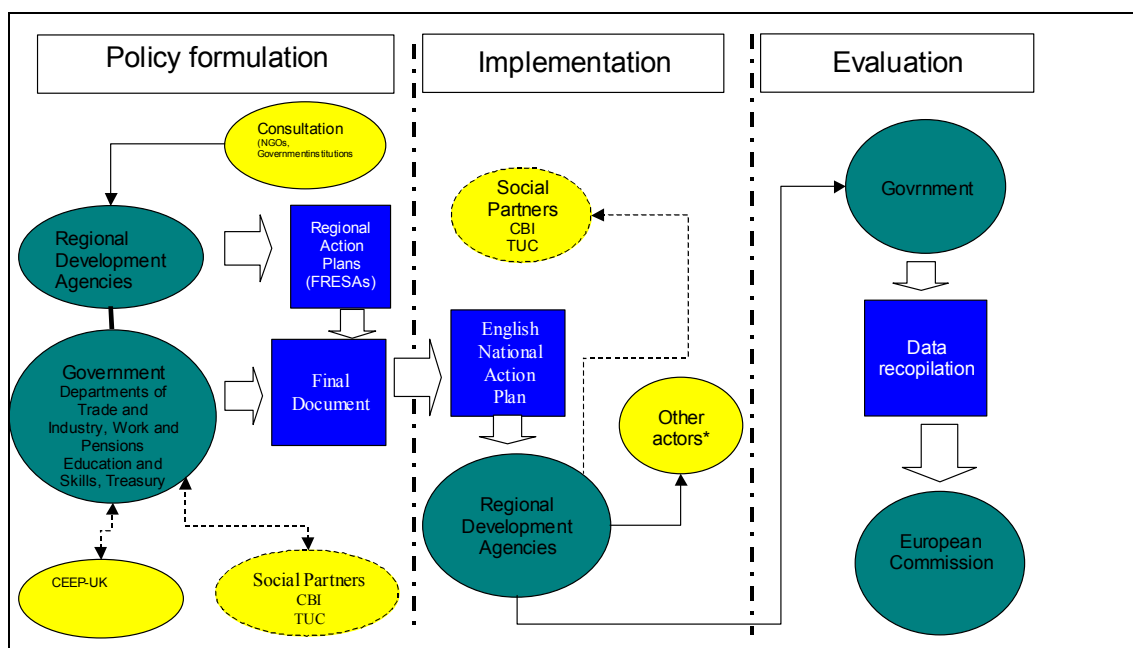 Policy formulation
Implementation
Evaluation
Consultation
(NGOs,
Governmentinstitutions
Regional
Development
Agencies
Regional
Action
Plans
(FRESAs)
Government
Departments of
Trade and
Industry, Work and
Pensions
Education and
Skills, Treasury
Final
Document
CEEP-UK
Social Partners
CBI
TUC
Social
Partners
CBI
TUC
English
National
Action
Plan
Other
actors*
Regional
Development
Agencies
Govrnment
Data
recopilation
European
Commission